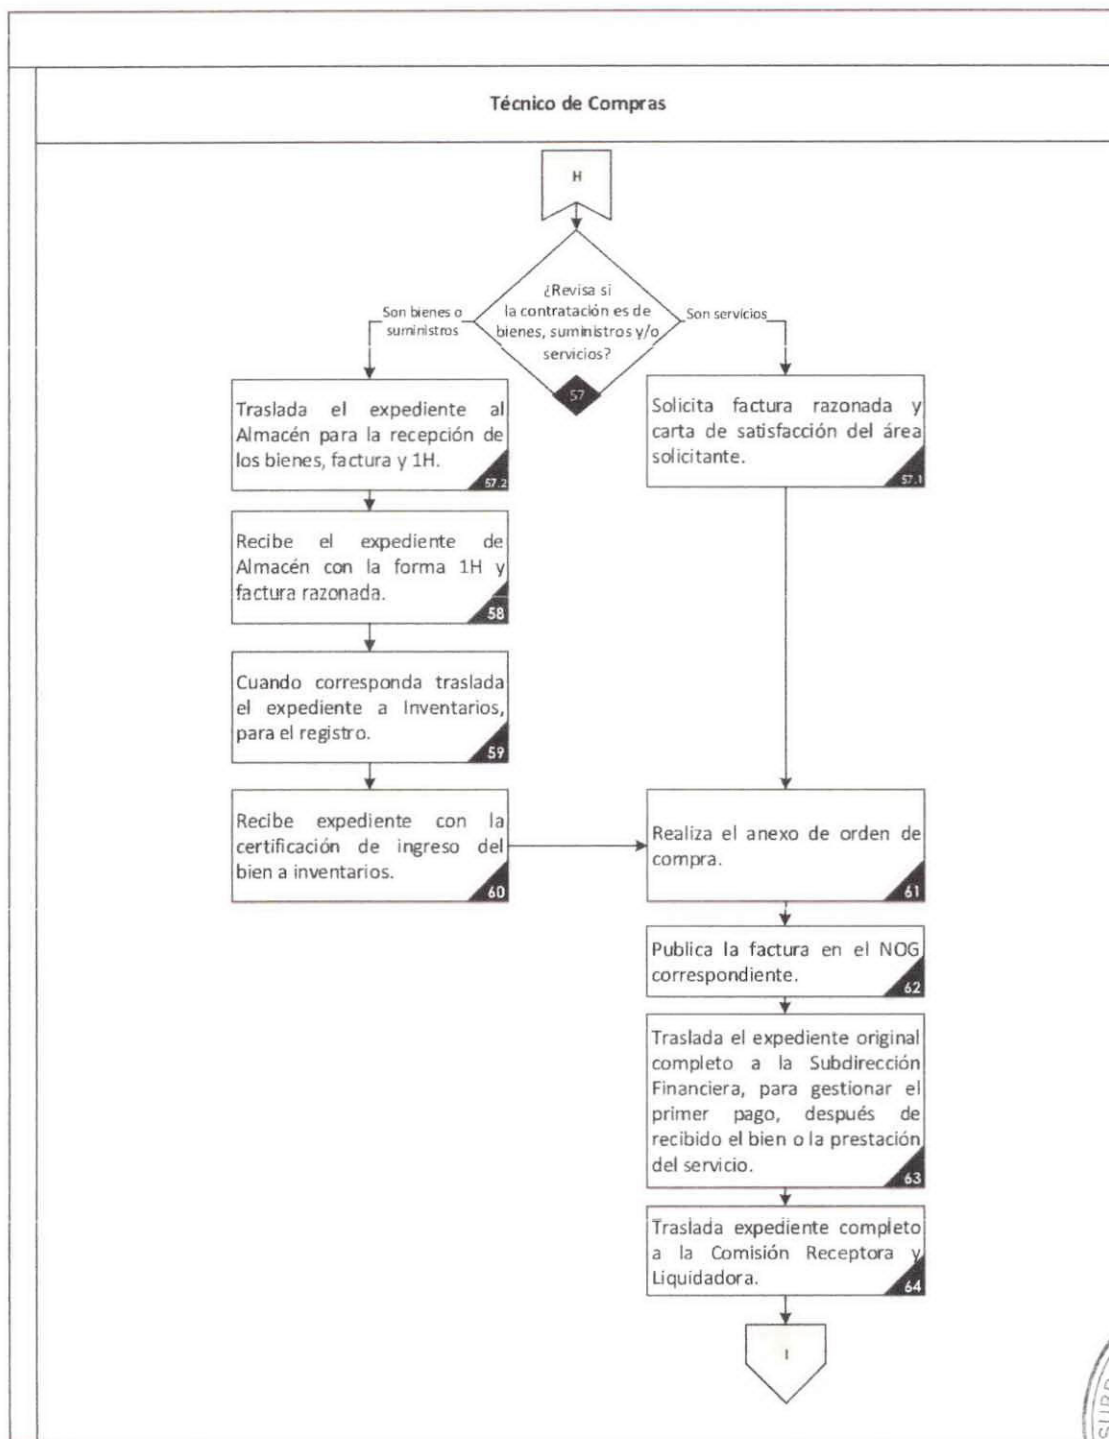 Técnico de Compras
H
¿Revisa si
la contratación es de
bienes, suministros y/o
servicios?
57
Son bienes o
suministros
Son servicios
Traslada el expediente al
Almacén para la recepción de
los bienes, factura y 1H.
57.2
Solicita factura razonada y
carta de satisfacción del área
solicitante.
57.1
Recibe el expediente de
Almacén con la forma 1H y
factura razonada.
58
Cuando corresponda traslada
el expediente a Inventarios,
para el registro.
59
Recibe expediente con la
certificación de ingreso del
bien a inventarios.
60
Realiza el anexo de orden de
compra.
61
Publica la factura en el NOG
correspondiente.
62
Traslada el expediente original
completo a la Subdirección
Financiera, para gestionar el
primer pago, después de
recibido el bien o la prestación
del servicio.
63
Traslada expediente completo
a la Comisión Receptora y
Liquidadora.
64
I